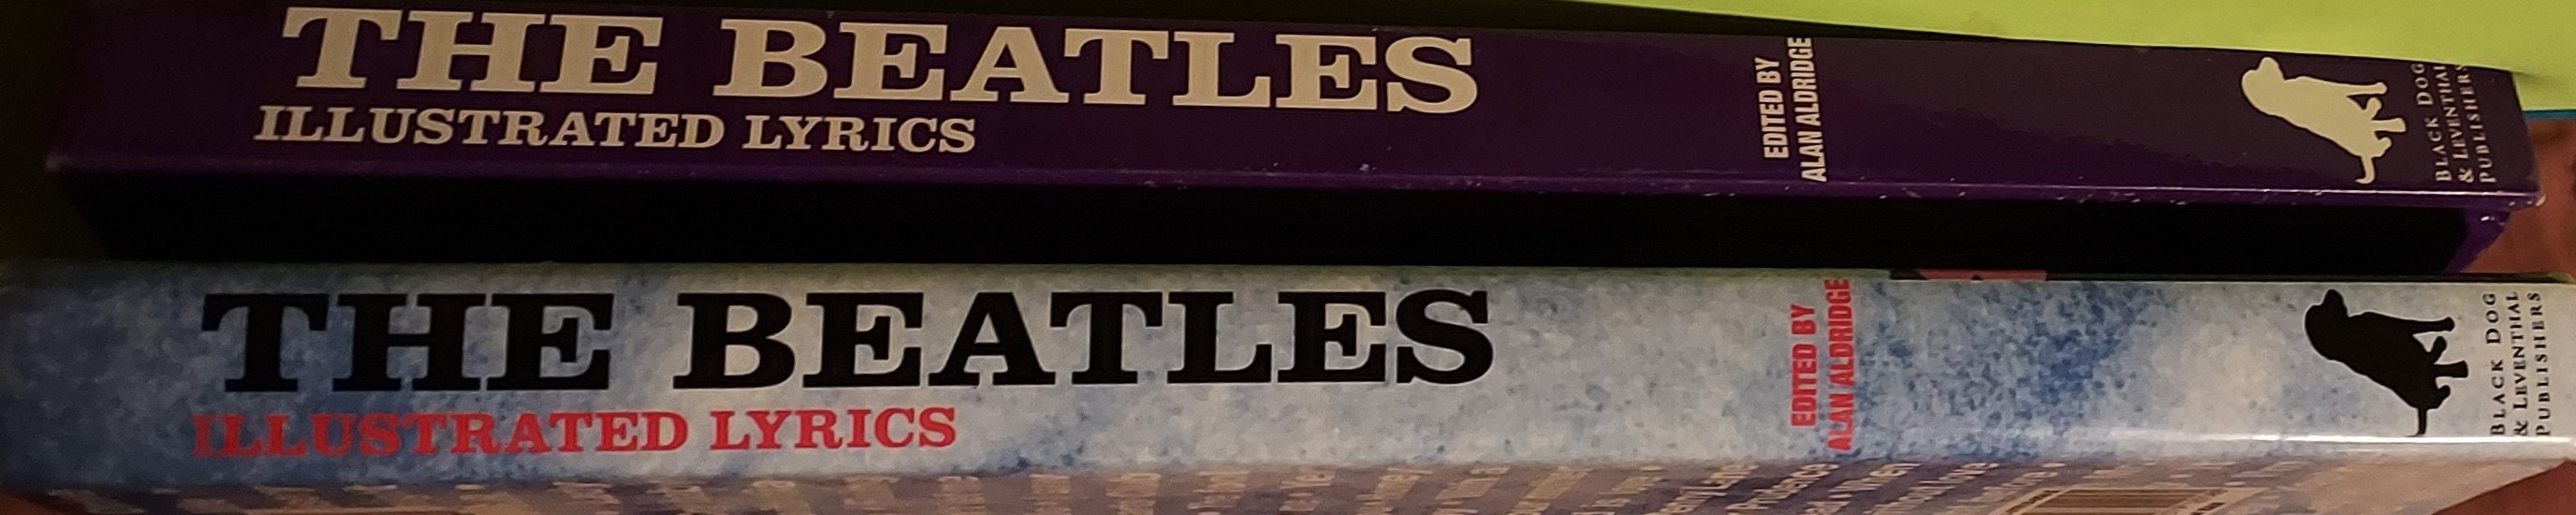 THE BEATLES
ILLUSTRATED LYRICS
EDITED BY
ALAN ALDRIDGE
BLACK DOG
& LEVENTHAL
PUBLISHERS
THE BEATLES
ILLUSTRATED LYRICS
EDITED BY
ALAN ALDRIDGE
BLACK DOG
& LEVENTHAL
PUBLISHERS